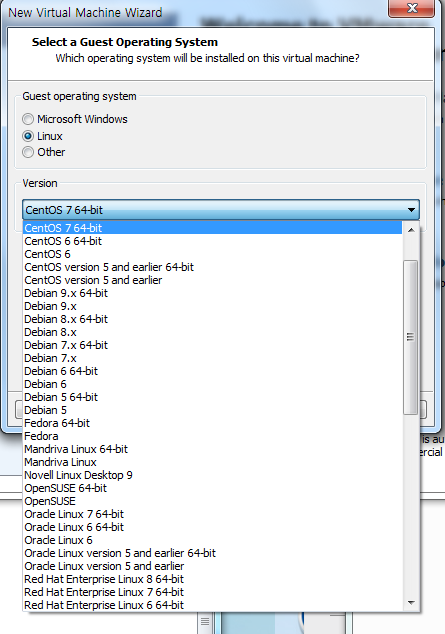 New Virtual Machine Wizard
Select a Guest Operating System
Which operating system will be installed on this virtual machine?
Guest operating system
Microsoft Windows
Linux
Other
Version
CentOS 7 64-bit
CentOS 7 64-bit
CentOS 6 64-bit
CentOS 6
CentOS version 5 and earlier 64-bit
CentOS version 5 and earlier
Debian 9.x 64-bit
Debian 9.x
Debian 8.x 64-bit
Debian 8.x
Debian 7.x 64-bit
Debian 7.x
Debian 6 64-bit
Debian 6
Debian 5 64-bit
Debian 5
Fedora 64-bit
Fedora
Mandriva Linux 64-bit
Mandriva Linux
Novell Linux Desktop 9
OpenSUSE 64-bit
OpenSUSE
Oracle Linux 7 64-bit
Oracle Linux 6 64-bit
Oracle Linux 6
Oracle Linux version 5 and earlier 64-bit
Oracle Linux version 5 and earlier
Red Hat Enterprise Linux 8 64-bit
Red Hat Enterprise Linux 7 64-bit
Red Hat Enterprise Linux 6 64-bit